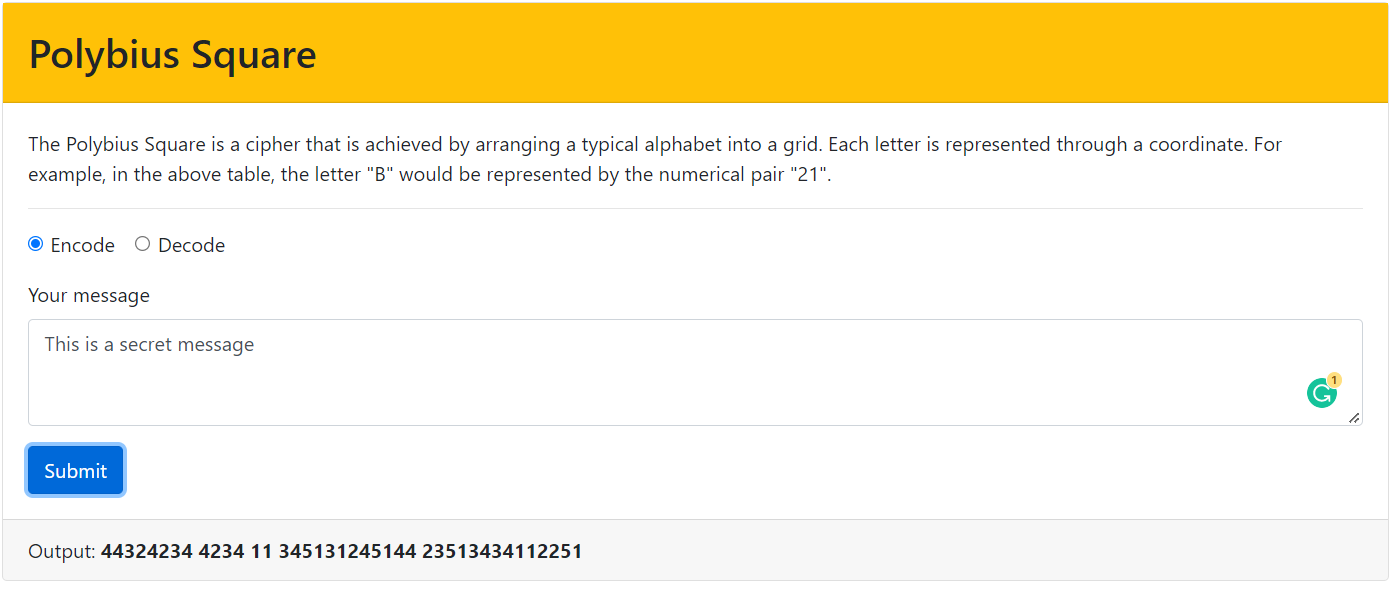 Polybius Square
The Polybius Square is a cipher that is achieved by arranging a typical alphabet into a grid. Each letter is represented through a coordinate. For
example, in the above table, the letter "B" would be represented by the numerical pair "21".
Encode Decode
Your message
This is a secret message
1
Submit
Output: 44324234 4234 11 345131245144 23513434112251